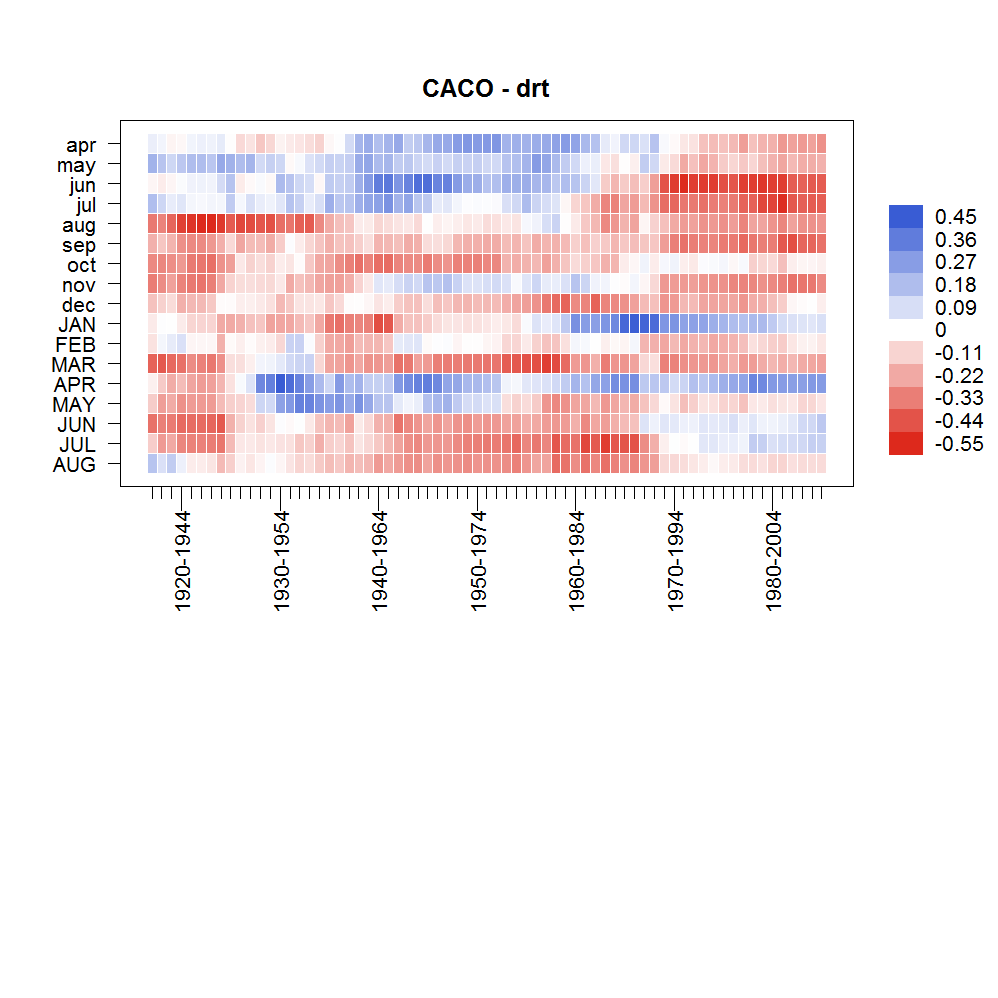 CACO - drt
apr
may
jun
jul
aug
sep
oct
nov
dec
JAN
FEB
MAR
APR
MAY
JUN
JUL
AUG
0.45
0.36
0.27
0.18
0.09
0
-0.11
-0.22
-0.33
-0.44
-0.55
1920-1944
1930-1954
1940-1964
1950-1974
1960-1984
1970-1994
1980-2004